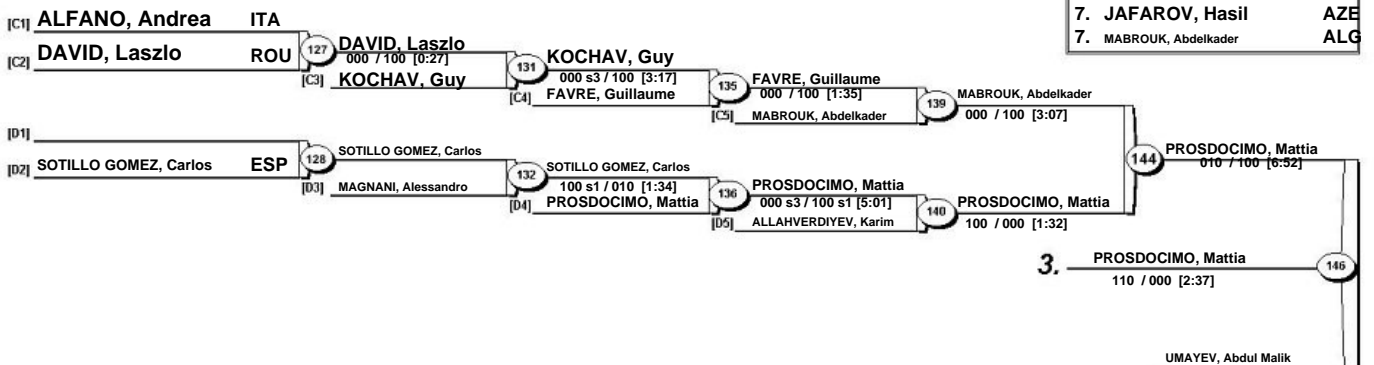 7. JAFAROV, Hasil AZE
7. MABROUK, Abdelkader ALG
[C1] ALFANO, Andrea ITA
[C2] DAVID, Laszlo ROU
127 DAVID, Laszlo
000 / 100 [0:27]
[C3] KOCHAV, Guy
131 KOCHAV, Guy
000 s3 / 100 [3:17]
[C4] FAVRE, Guillaume
135 FAVRE, Guillaume
000 / 100 [1:35]
[C5] MABROUK, Abdelkader
139 MABROUK, Abdelkader
000 / 100 [3:07]
[D1]
[D2] SOTILLO GOMEZ, Carlos ESP
128 SOTILLO GOMEZ, Carlos
[D3] MAGNANI, Alessandro
132 SOTILLO GOMEZ, Carlos
100 s1 / 010 [1:34]
[D4] PROSDOCIMO, Mattia
136 PROSDOCIMO, Mattia
000 s3 / 100 s1 [5:01]
[D5] ALLAHVERDIYEV, Karim
140 PROSDOCIMO, Mattia
100 / 000 [1:32]
144 PROSDOCIMO, Mattia
010 / 100 [6:52]
3. PROSDOCIMO, Mattia 146
110 / 000 [2:37]
UMAYEV, Abdul Malik